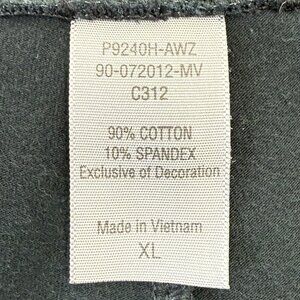 P9240H-AWZ
90-072012-MV
C312
90% COTTON
10% SPANDEX
Exclusive of Decoration
Made in Vietnam
XL